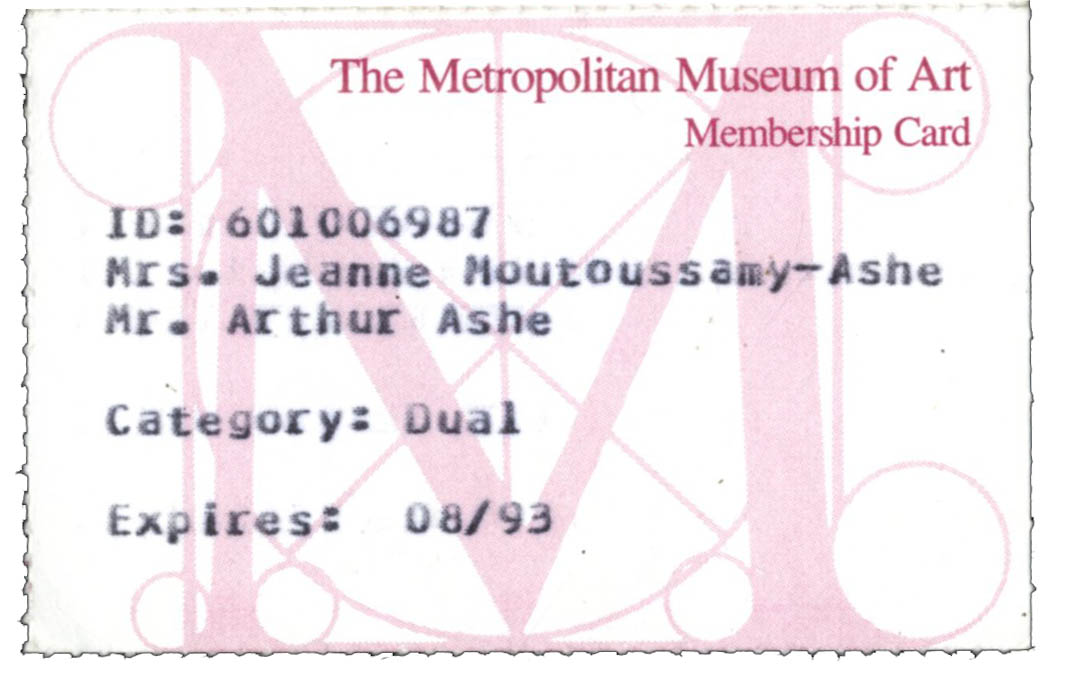 The Metropolitan Museum of Art
Membership Card
ID: 601006987
Mrs. Jeanne Moutoussamy-Ashe
Mr. Arthur Ashe
Category: Dual
Expires: 08/93